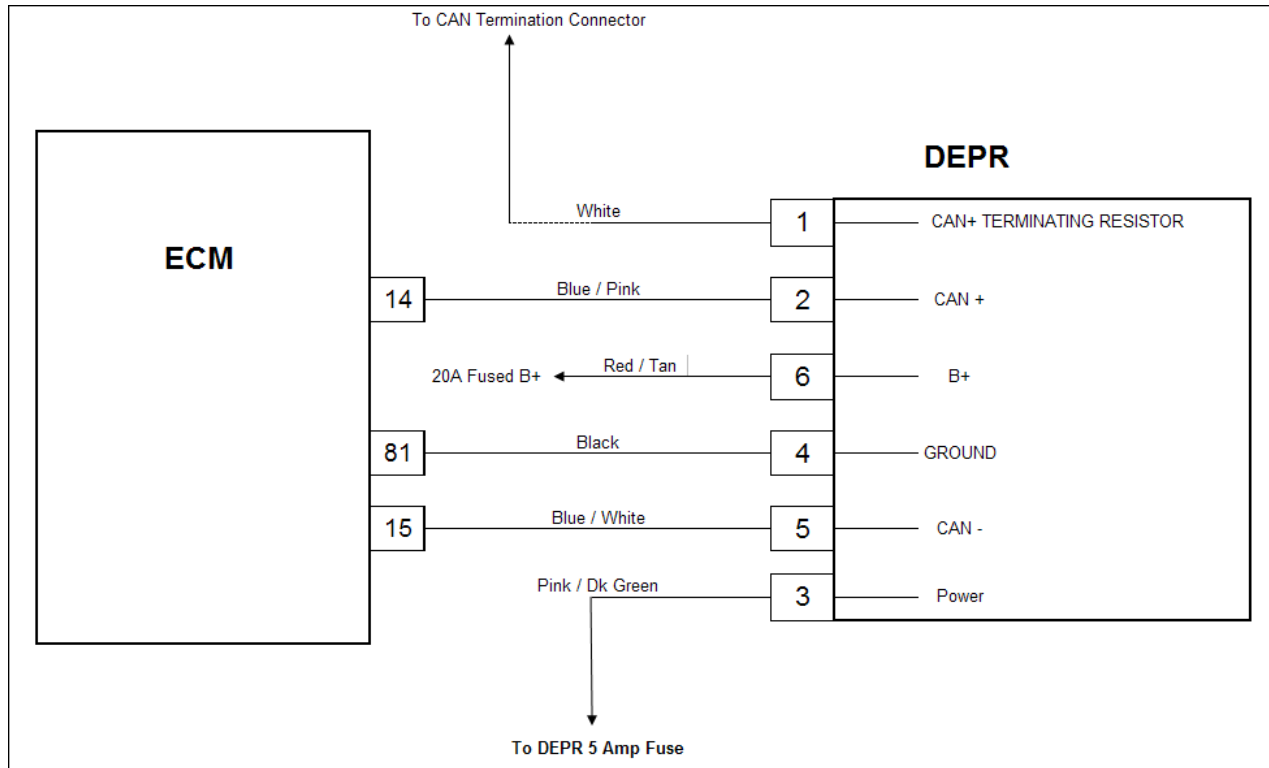 To CAN Termination Connector
DEPR
White
1
CAN+ TERMINATING RESISTOR
ECM
14
Blue / Pink
2
CAN +
20A Fused B+
Red / Tan
6
B+
81
Black
4
GROUND
15
Blue / White
5
CAN -
Pink / Dk Green
3
Power
To DEPR 5 Amp Fuse